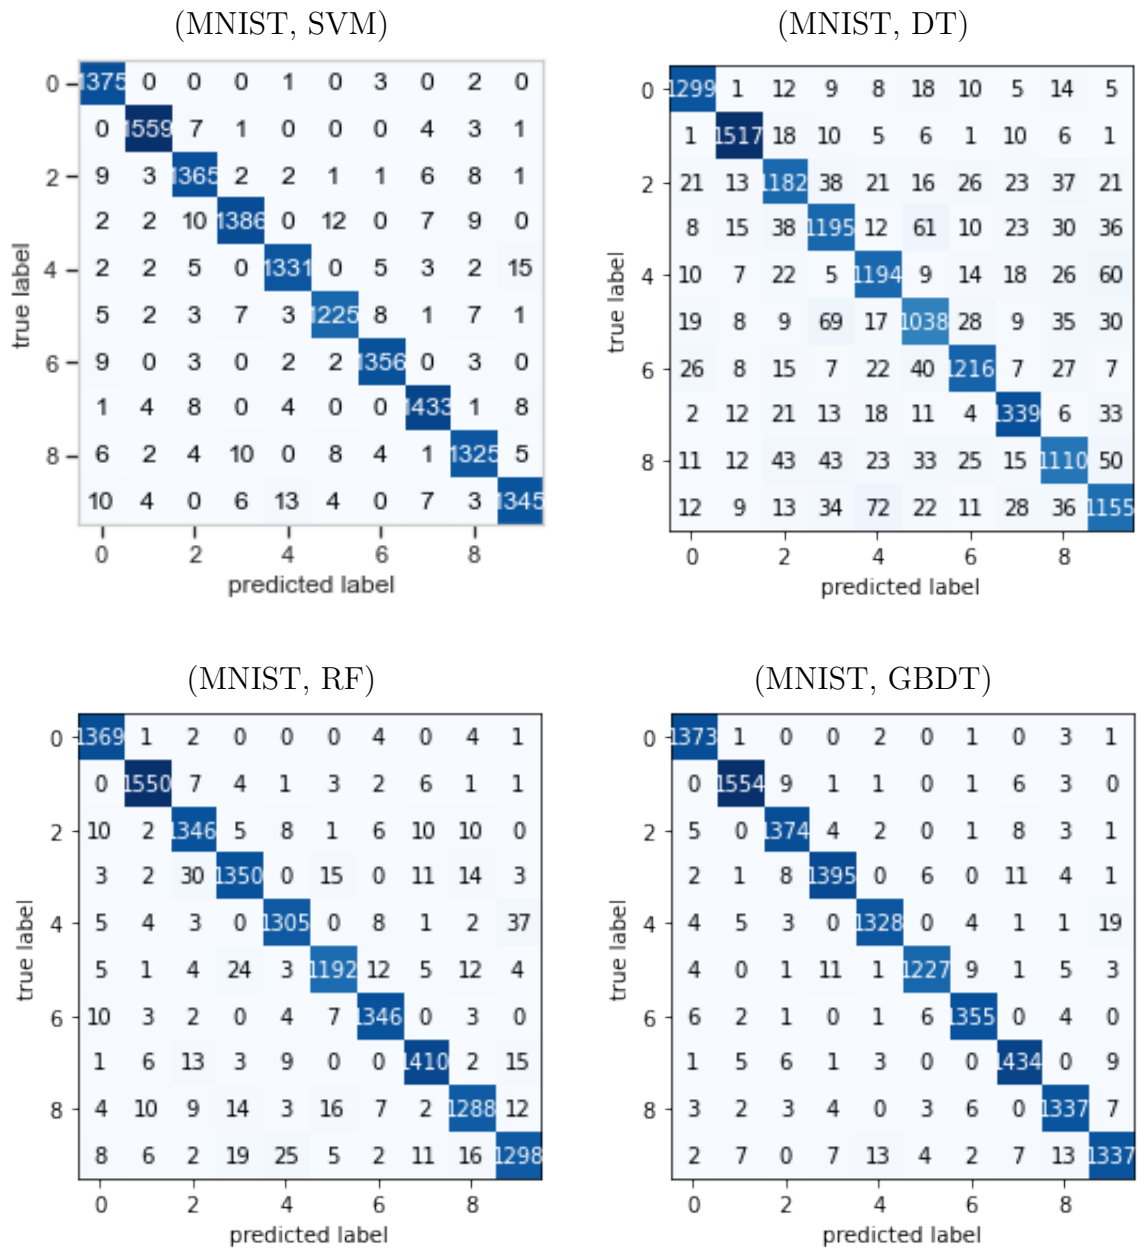 (MNIST, SVM)
0 1375 0 0 0 1 0 3 0 2 0
0 1559 7 1 0 0 0 4 3 1
2 9 3 1365 2 2 1 1 6 8 1
2 2 10 1386 0 12 0 7 9 0
4 2 2 5 0 1331 0 5 3 2 15
5 2 3 7 3 1225 8 1 7 1
6 9 0 3 0 2 2 1356 0 3 0
1 4 8 0 4 0 0 1433 1 8
8 6 2 4 10 0 8 4 1 1325 5
10 4 0 6 13 4 0 7 3 1345
0 2 4 6 8
predicted label
true label
(MNIST, DT)
0 1299 1 12 9 8 18 10 5 14 5
1 1517 18 10 5 6 1 10 6 1
2 21 13 1182 38 21 16 26 23 37 21
8 15 38 1195 12 61 10 23 30 36
4 10 7 22 5 1194 9 14 18 26 60
19 8 9 69 17 1038 28 9 35 30
6 26 8 15 7 22 40 1216 7 27 7
2 12 21 13 18 11 4 1339 6 33
8 11 12 43 43 23 33 25 15 1110 50
12 9 13 34 72 22 11 28 36 1155
0 2 4 6 8
predicted label
true label
(MNIST, RF)
0 1369 1 2 0 0 0 4 0 4 1
0 1550 7 4 1 3 2 6 1 1
2 10 2 1346 5 8 1 6 10 10 0
3 2 30 1350 0 15 0 11 14 3
4 5 4 3 0 1305 0 8 1 2 37
5 1 4 24 3 1192 12 5 12 4
6 10 3 2 0 4 7 1346 0 3 0
1 6 13 3 9 0 0 1410 2 15
8 4 10 9 14 3 16 7 2 1288 12
8 6 2 19 25 5 2 11 16 1298
0 2 4 6 8
predicted label
true label
(MNIST, GBDT)
0 1373 1 0 0 2 0 1 0 3 1
0 1554 9 1 1 0 1 6 3 0
2 5 0 1374 4 2 0 1 8 3 1
2 1 8 1395 0 6 0 11 4 1
4 4 5 3 0 1328 0 4 1 1 19
4 0 1 11 1 1227 9 1 5 3
6 6 2 1 0 1 6 1355 0 4 0
1 5 6 1 3 0 0 1434 0 9
8 3 2 3 4 0 3 6 0 1337 7
2 7 0 7 13 4 2 7 13 1337
0 2 4 6 8
predicted label
true label